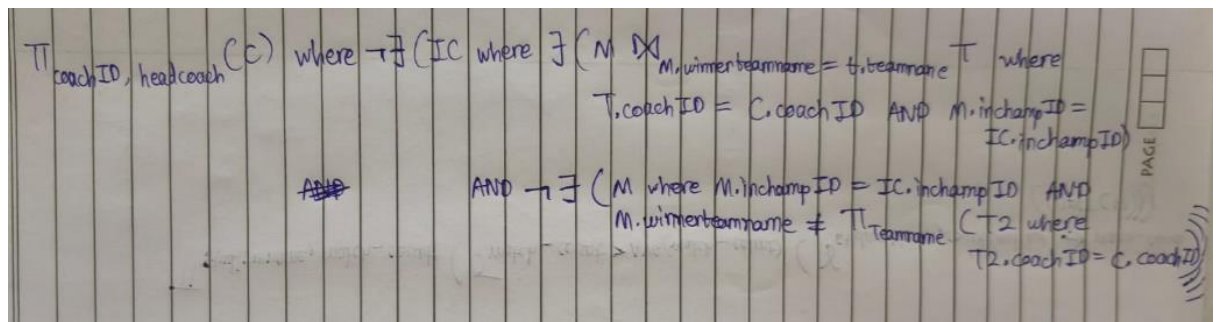 π coachID, headcoach (C) where ¬∃ (IC where ∃ (M ⋈ M.winnerteamname = t.teamname T where
T.coachID = C.coachID AND M.inchampID =
IC.inchampID)
AND ¬∃ (M where M.inchampID = IC.inchampID AND
M.winnerteamname ≠ π Teamname (T2 where
T2.coachID = C.coachID))))
PAGE